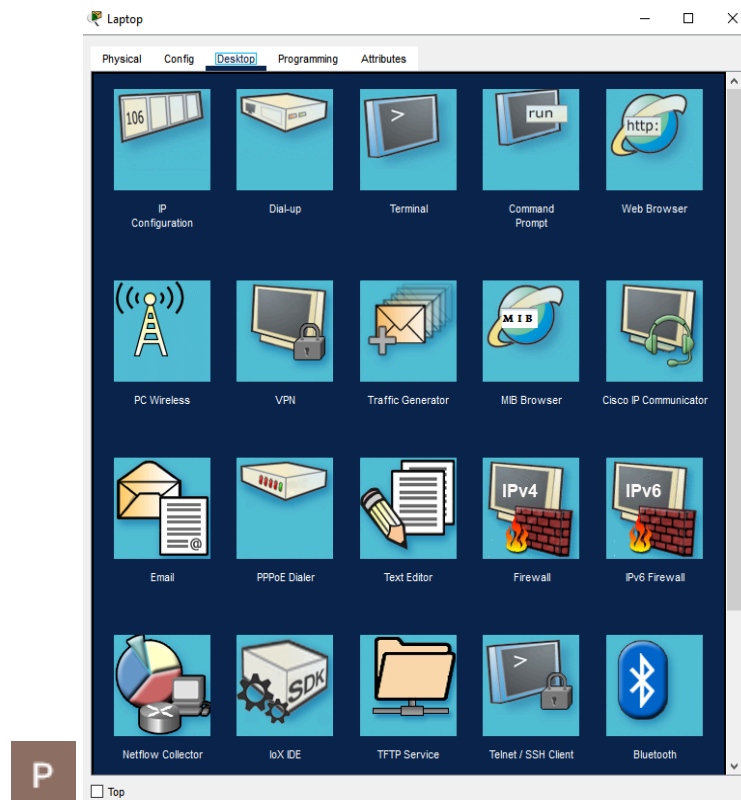 Laptop
Physical Config Desktop Programming Attributes
106
>
run
http:
IP
Configuration
Dial-up
Terminal
Command
Prompt
Web Browser
MIB
PC Wireless
VPN
Traffic Generator
MIB Browser
Cisco IP Communicator
@
IPv4
IPv6
Email
PPPoE Dialer
Text Editor
Firewall
IPv6 Firewall
SDK
>
Netflow Collector
IoX IDE
TFTP Service
Telnet / SSH Client
Bluetooth
P
Top